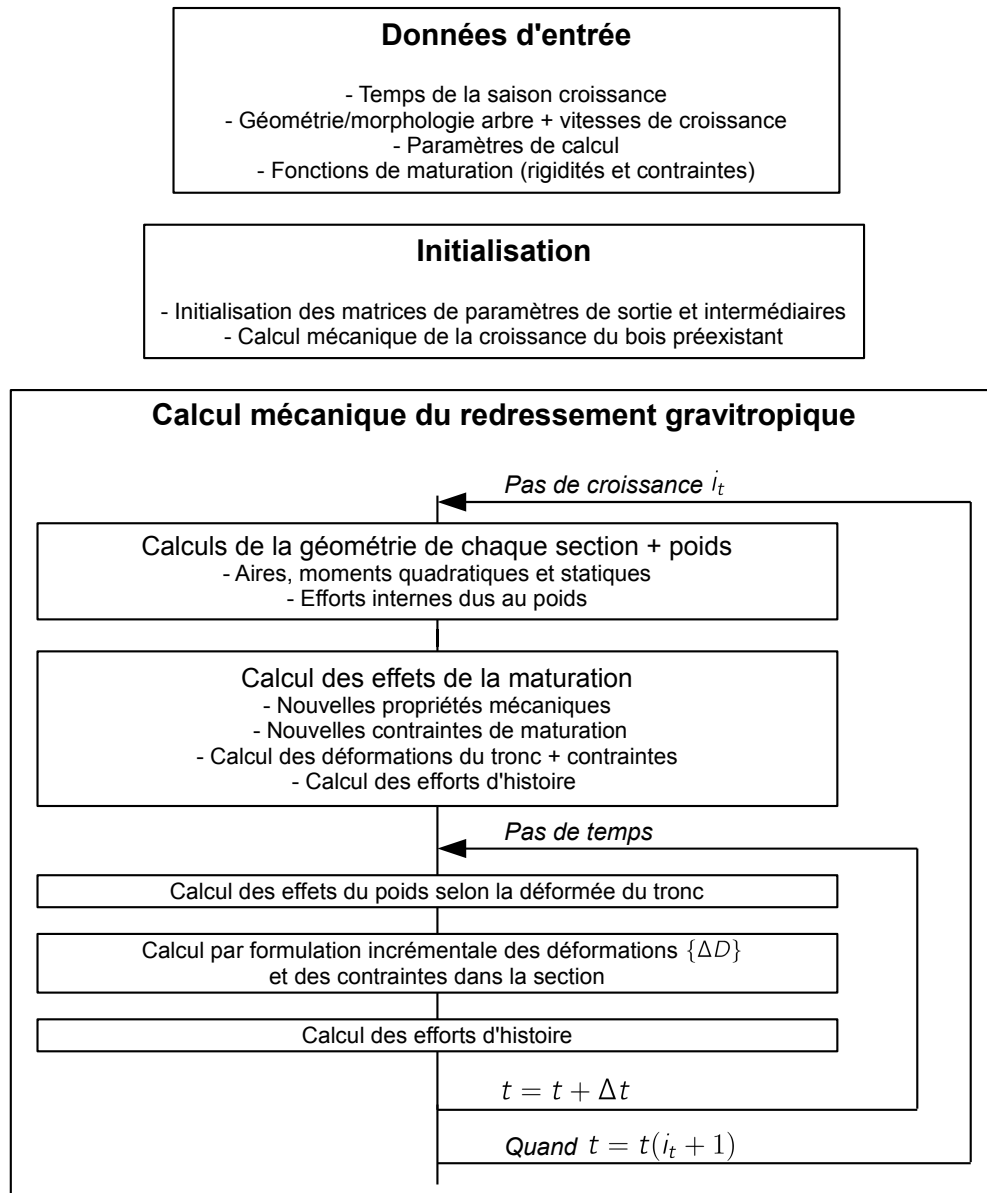 Données d'entrée
- Temps de la saison croissance
- Géométrie/morphologie arbre + vitesses de croissance
- Paramètres de calcul
- Fonctions de maturation (rigidités et contraintes)
Initialisation
- Initialisation des matrices de paramètres de sortie et intermédiaires
- Calcul mécanique de la croissance du bois préexistant
Calcul mécanique du redressement gravitropique
Pas de croissance i_t
Calculs de la géométrie de chaque section + poids
- Aires, moments quadratiques et statiques
- Efforts internes dus au poids
Calcul des effets de la maturation
- Nouvelles propriétés mécaniques
- Nouvelles contraintes de maturation
- Calcul des déformations du tronc + contraintes
- Calcul des efforts d'histoire
Pas de temps
Calcul des effets du poids selon la déformée du tronc
Calcul par formulation incrémentale des déformations {ΔD}
et des contraintes dans la section
Calcul des efforts d'histoire
t = t + Δt
Quand t = t(i_t + 1)